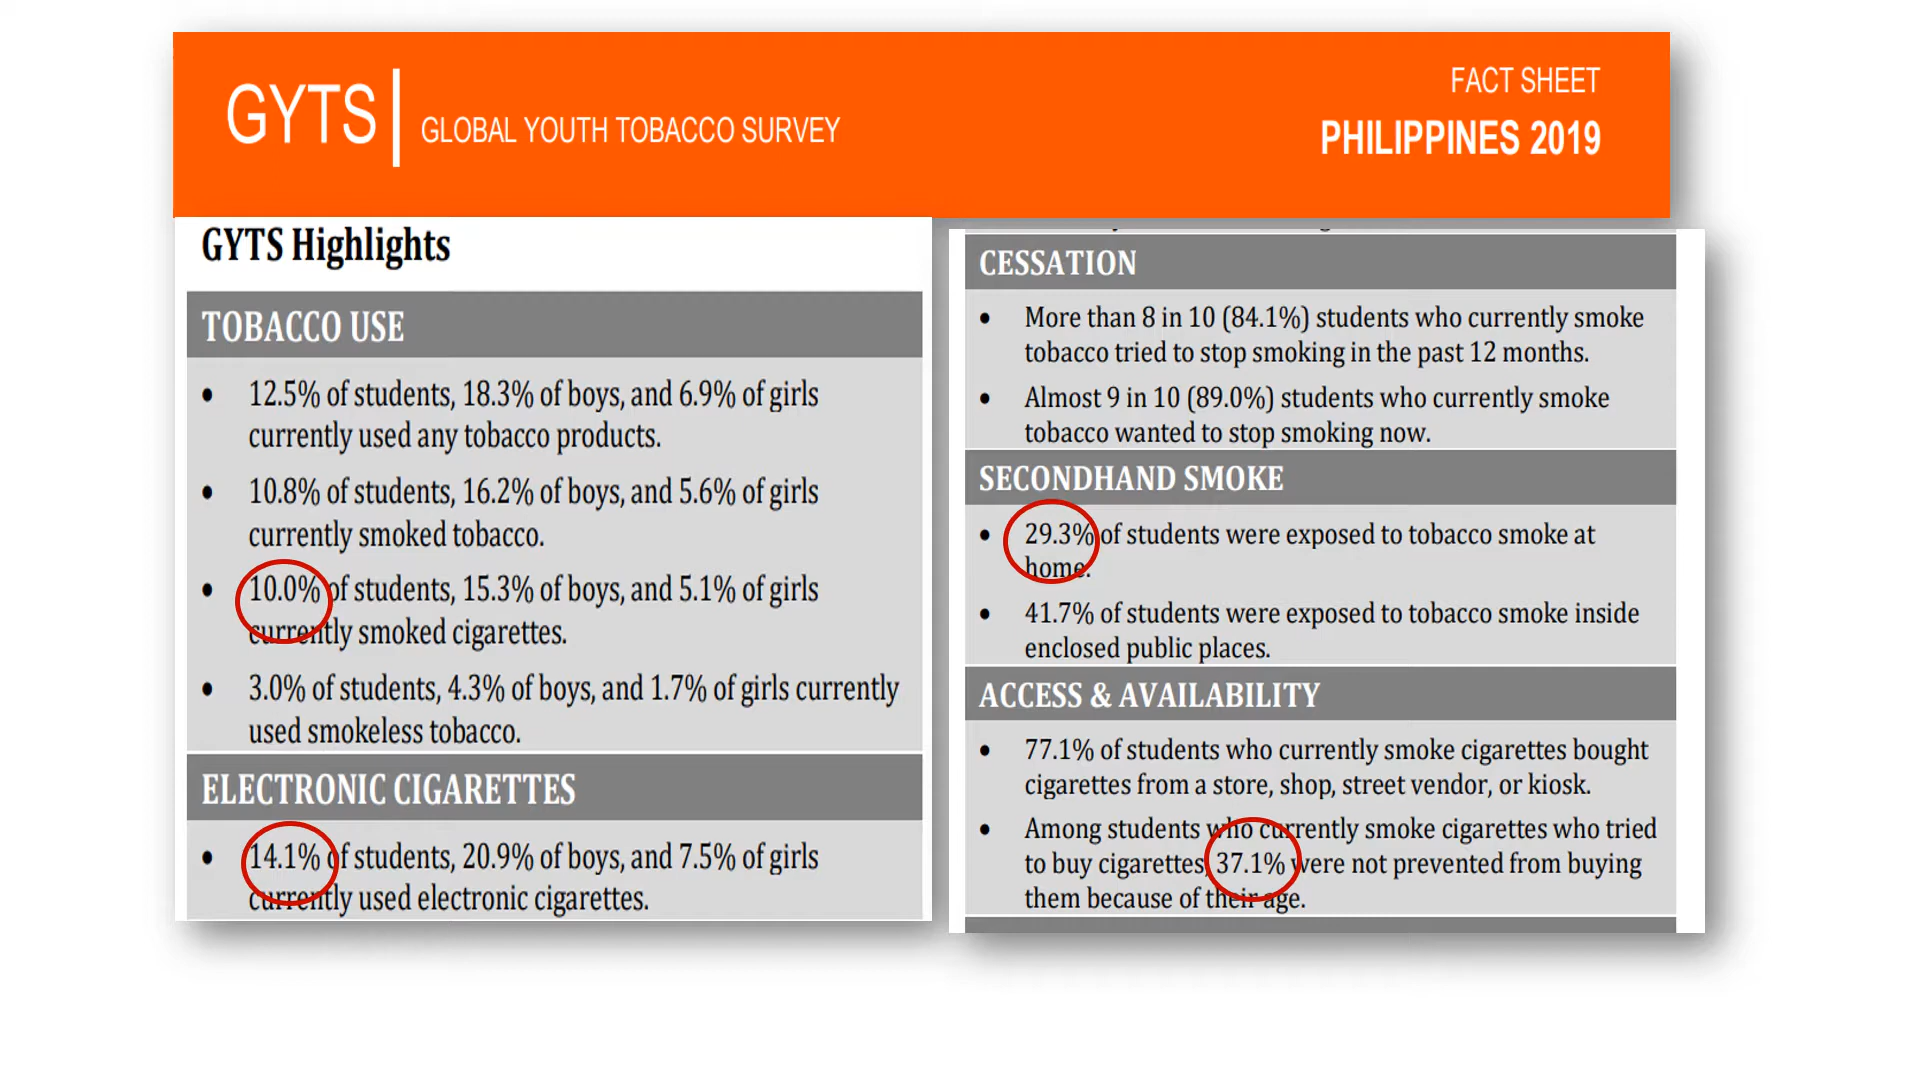 GYTS
GLOBAL YOUTH TOBACCO SURVEY
FACT SHEET
PHILIPPINES 2019
GYTS Highlights
TOBACCO USE
• 12.5% of students, 18.3% of boys, and 6.9% of girls
currently used any tobacco products.
• 10.8% of students, 16.2% of boys, and 5.6% of girls
currently smoked tobacco.
• 10.0% of students, 15.3% of boys, and 5.1% of girls
currently smoked cigarettes.
• 3.0% of students, 4.3% of boys, and 1.7% of girls currently
used smokeless tobacco.
ELECTRONIC CIGARETTES
• 14.1% of students, 20.9% of boys, and 7.5% of girls
currently used electronic cigarettes.
CESSATION
• More than 8 in 10 (84.1%) students who currently smoke
tobacco tried to stop smoking in the past 12 months.
• Almost 9 in 10 (89.0%) students who currently smoke
tobacco wanted to stop smoking now.
SECONDHAND SMOKE
• 29.3% of students were exposed to tobacco smoke at
home.
• 41.7% of students were exposed to tobacco smoke inside
enclosed public places.
ACCESS & AVAILABILITY
• 77.1% of students who currently smoke cigarettes bought
cigarettes from a store, shop, street vendor, or kiosk.
• Among students who currently smoke cigarettes who tried
to buy cigarettes, 37.1% were not prevented from buying
them because of their age.